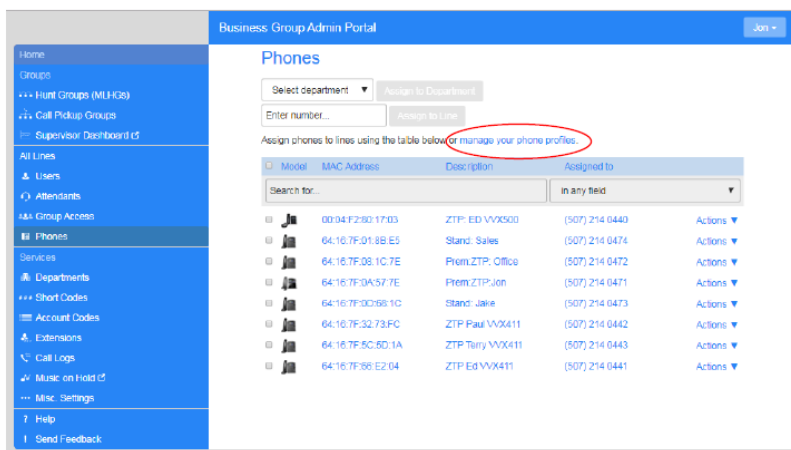 Business Group Admin Portal
Jon
Home
Groups
Hunt Groups (MLHGs)
Call Pickup Groups
Supervisor Dashboard
All Lines
Users
Attendants
Group Access
Phones
Services
Departments
Short Codes
Account Codes
Extensions
Call Logs
Music on Hold
Misc. Settings
? Help
! Send Feedback
Phones
Select department ▼ Assign to Department
Enter number... Assign to Line
Assign phones to lines using the table below or manage your phone profiles.
Model MAC Address Description Assigned to
Search for... in any field ▼
00:04:F2:80:17:03 ZTP: ED VVX500 (507) 214 0440 Actions ▼
64:16:7F:01:8B:E5 Stand: Sales (507) 214 0474 Actions ▼
64:16:7F:08:1C:7E Prem:ZTP: Office (507) 214 0472 Actions ▼
64:16:7F:0A:57:7E Prem:ZTP:Jon (507) 214 0471 Actions ▼
64:16:7F:0D:68:1C Stand: Jake (507) 214 0473 Actions ▼
64:16:7F:32:73:FC ZTP Paul VVX411 (507) 214 0442 Actions ▼
64:16:7F:5C:5D:1A ZTP Terry VVX411 (507) 214 0443 Actions ▼
64:16:7F:66:E2:04 ZTP Ed VVX411 (507) 214 0441 Actions ▼